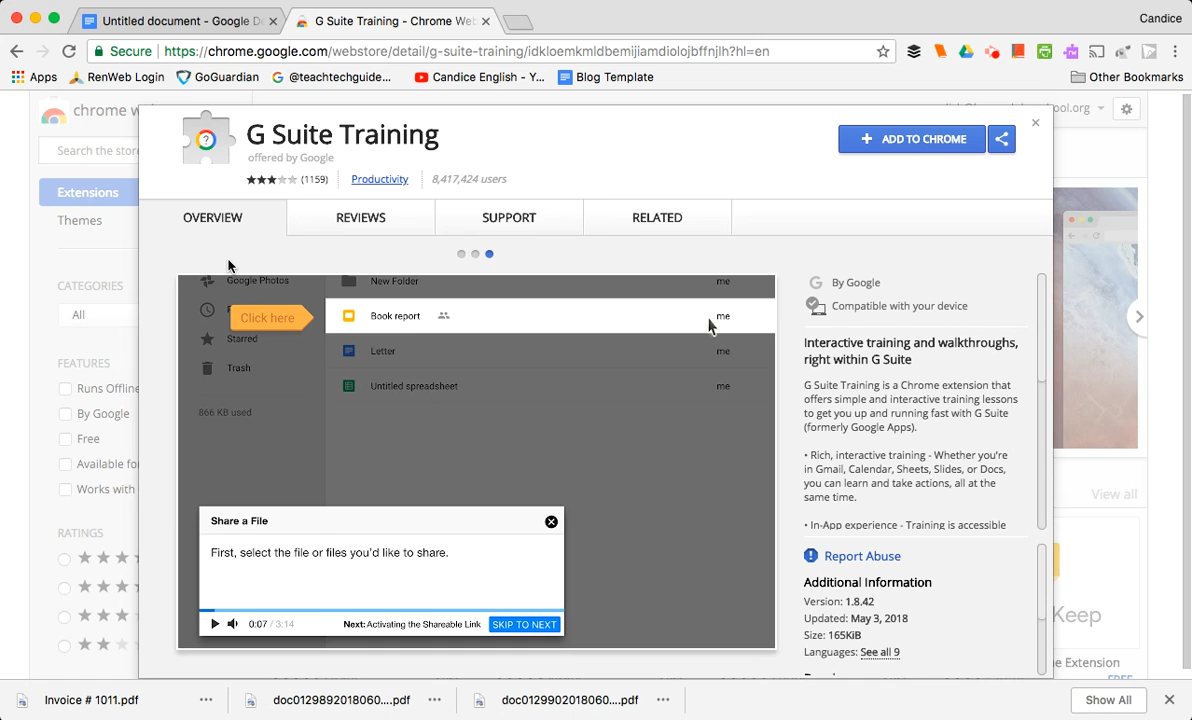 Untitled document - Google Do
G Suite Training - Chrome Web
Candice
Secure
https://chrome.google.com/webstore/detail/g-suite-training/idkloemkmldbemijiamdiolojbffnjlh?hl=en
Apps
RenWeb Login
GoGuardian
@teachtechguide...
Candice English - Y...
Blog Template
Other Bookmarks
chrome w
Search the store
Extensions
Themes
CATEGORIES
All
FEATURES
Runs Offline
By Google
Free
Available fo
Works with
RATINGS
G Suite Training
offered by Google
(1159)
Productivity
8,417,424 users
ADD TO CHROME
OVERVIEW
REVIEWS
SUPPORT
RELATED
Google Photos
Click here
Starred
Trash
866 KB used
New Folder
me
Book report
me
Letter
me
Untitled spreadsheet
me
Share a File
First, select the file or files you'd like to share.
0:07 / 3:14
Next: Activating the Shareable Link
SKIP TO NEXT
By Google
Compatible with your device
Interactive training and walkthroughs,
right within G Suite
G Suite Training is a Chrome extension that
offers simple and interactive training lessons
to get you up and running fast with G Suite
(formerly Google Apps).
• Rich, interactive training - Whether you're
in Gmail, Calendar, Sheets, Slides, or Docs,
you can learn and take actions, all at the
same time.
• In-App experience - Training is accessible
Report Abuse
Additional Information
Version: 1.8.42
Updated: May 3, 2018
Size: 165KiB
Languages: See all 9
View all
Keep
e Extension
FREE
Invoice # 1011.pdf
doc0129892018060....pdf
doc0129902018060....pdf
Show All